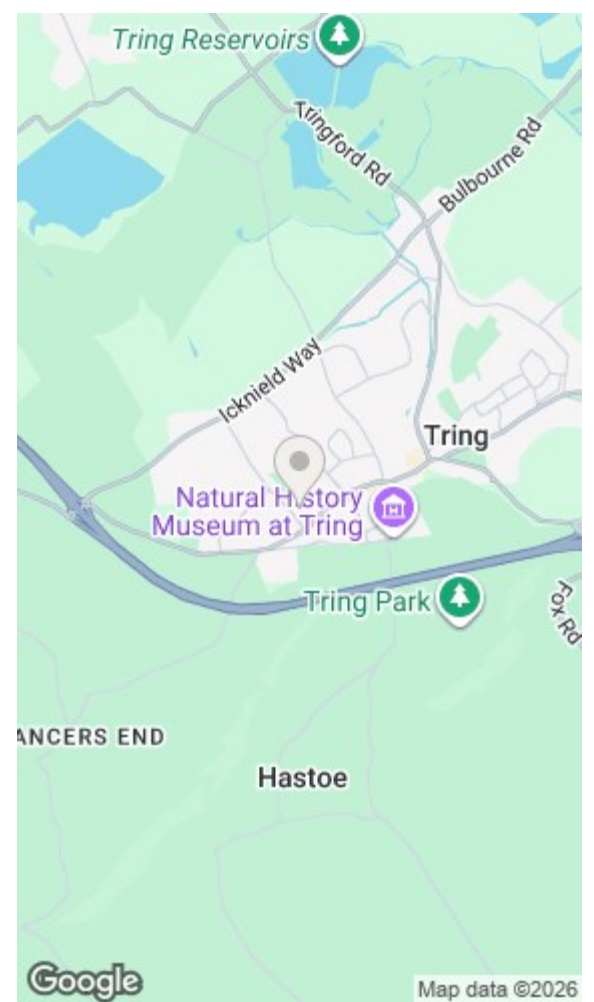 Tring Reservoirs
Tringford Rd
Bulbourne Rd
Icknield Way
Tring
Natural History
Museum at Tring
Tring Park
Fox Rd
ANCERS END
Hastoe
Google
Map data ©2026